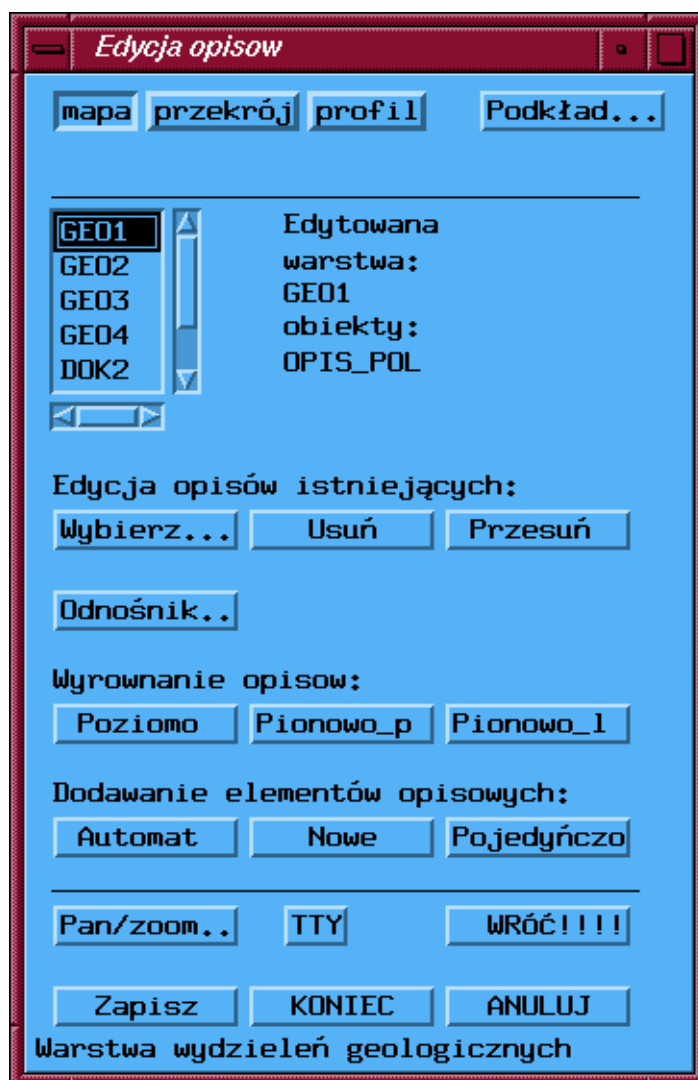 Edycja opisow
mapa przekrój profil Podkład...
GEO1
GEO2
GEO3
GEO4
DOK2
Edytowana
warstwa:
GEO1
obiekty:
OPIS_POL
Edycja opisów istniejących:
Wybierz... Usuń Przesuń
Odnośnik..
Wyrownanie opisow:
Poziomo Pionowo_p Pionowo_l
Dodawanie elementów opisowych:
Automat Nowe Pojedyńczo
Pan/zoom.. TTY WRÓĆ!!!!
Zapisz KONIEC ANULUJ
Warstwa wydzieleń geologicznych